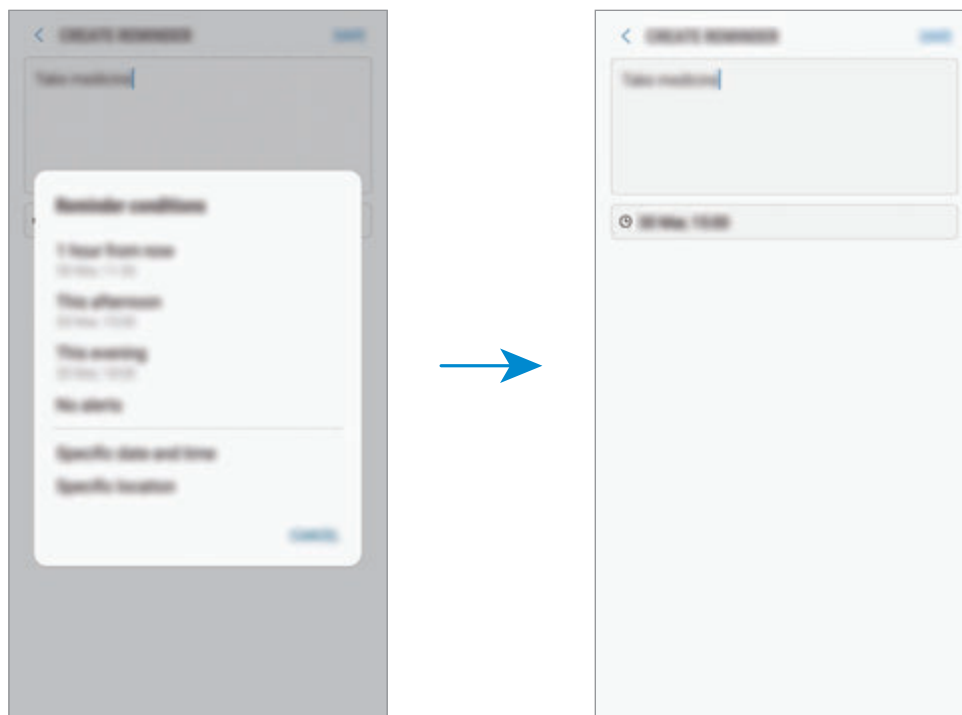 CREATE REMINDER SAVE
Take medicine
Reminder conditions
1 hour from now
This afternoon
This evening
No alerts
Specific date and time
Specific location
CANCEL
CREATE REMINDER SAVE
Take medicine